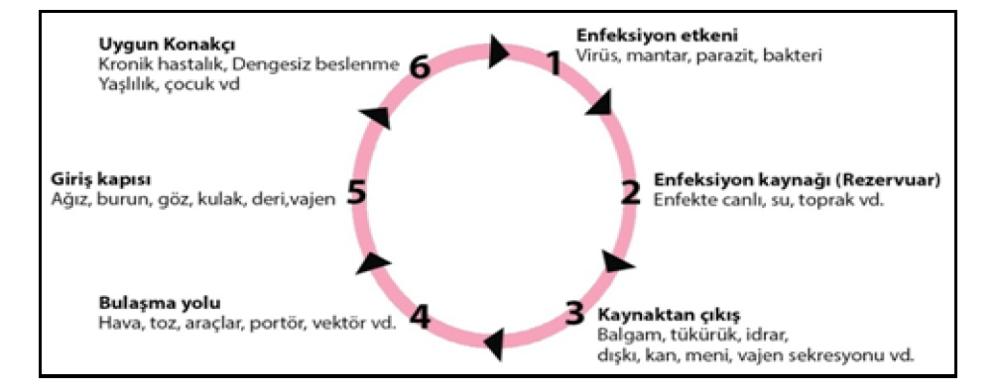 1
Enfeksiyon etkeni
Virüs, mantar, parazit, bakteri
2
Enfeksiyon kaynağı (Rezervuar)
Enfekte canlı, su, toprak vd.
3
Kaynaktan çıkış
Balgam, tükürük, idrar,
dışkı, kan, meni, vajen sekresyonu vd.
4
Bulaşma yolu
Hava, toz, araçlar, portör, vektör vd.
5
Giriş kapısı
Ağız, burun, göz, kulak, deri,vajen
6
Uygun Konakçı
Kronik hastalık, Dengesiz beslenme
Yaşlılık, çocuk vd